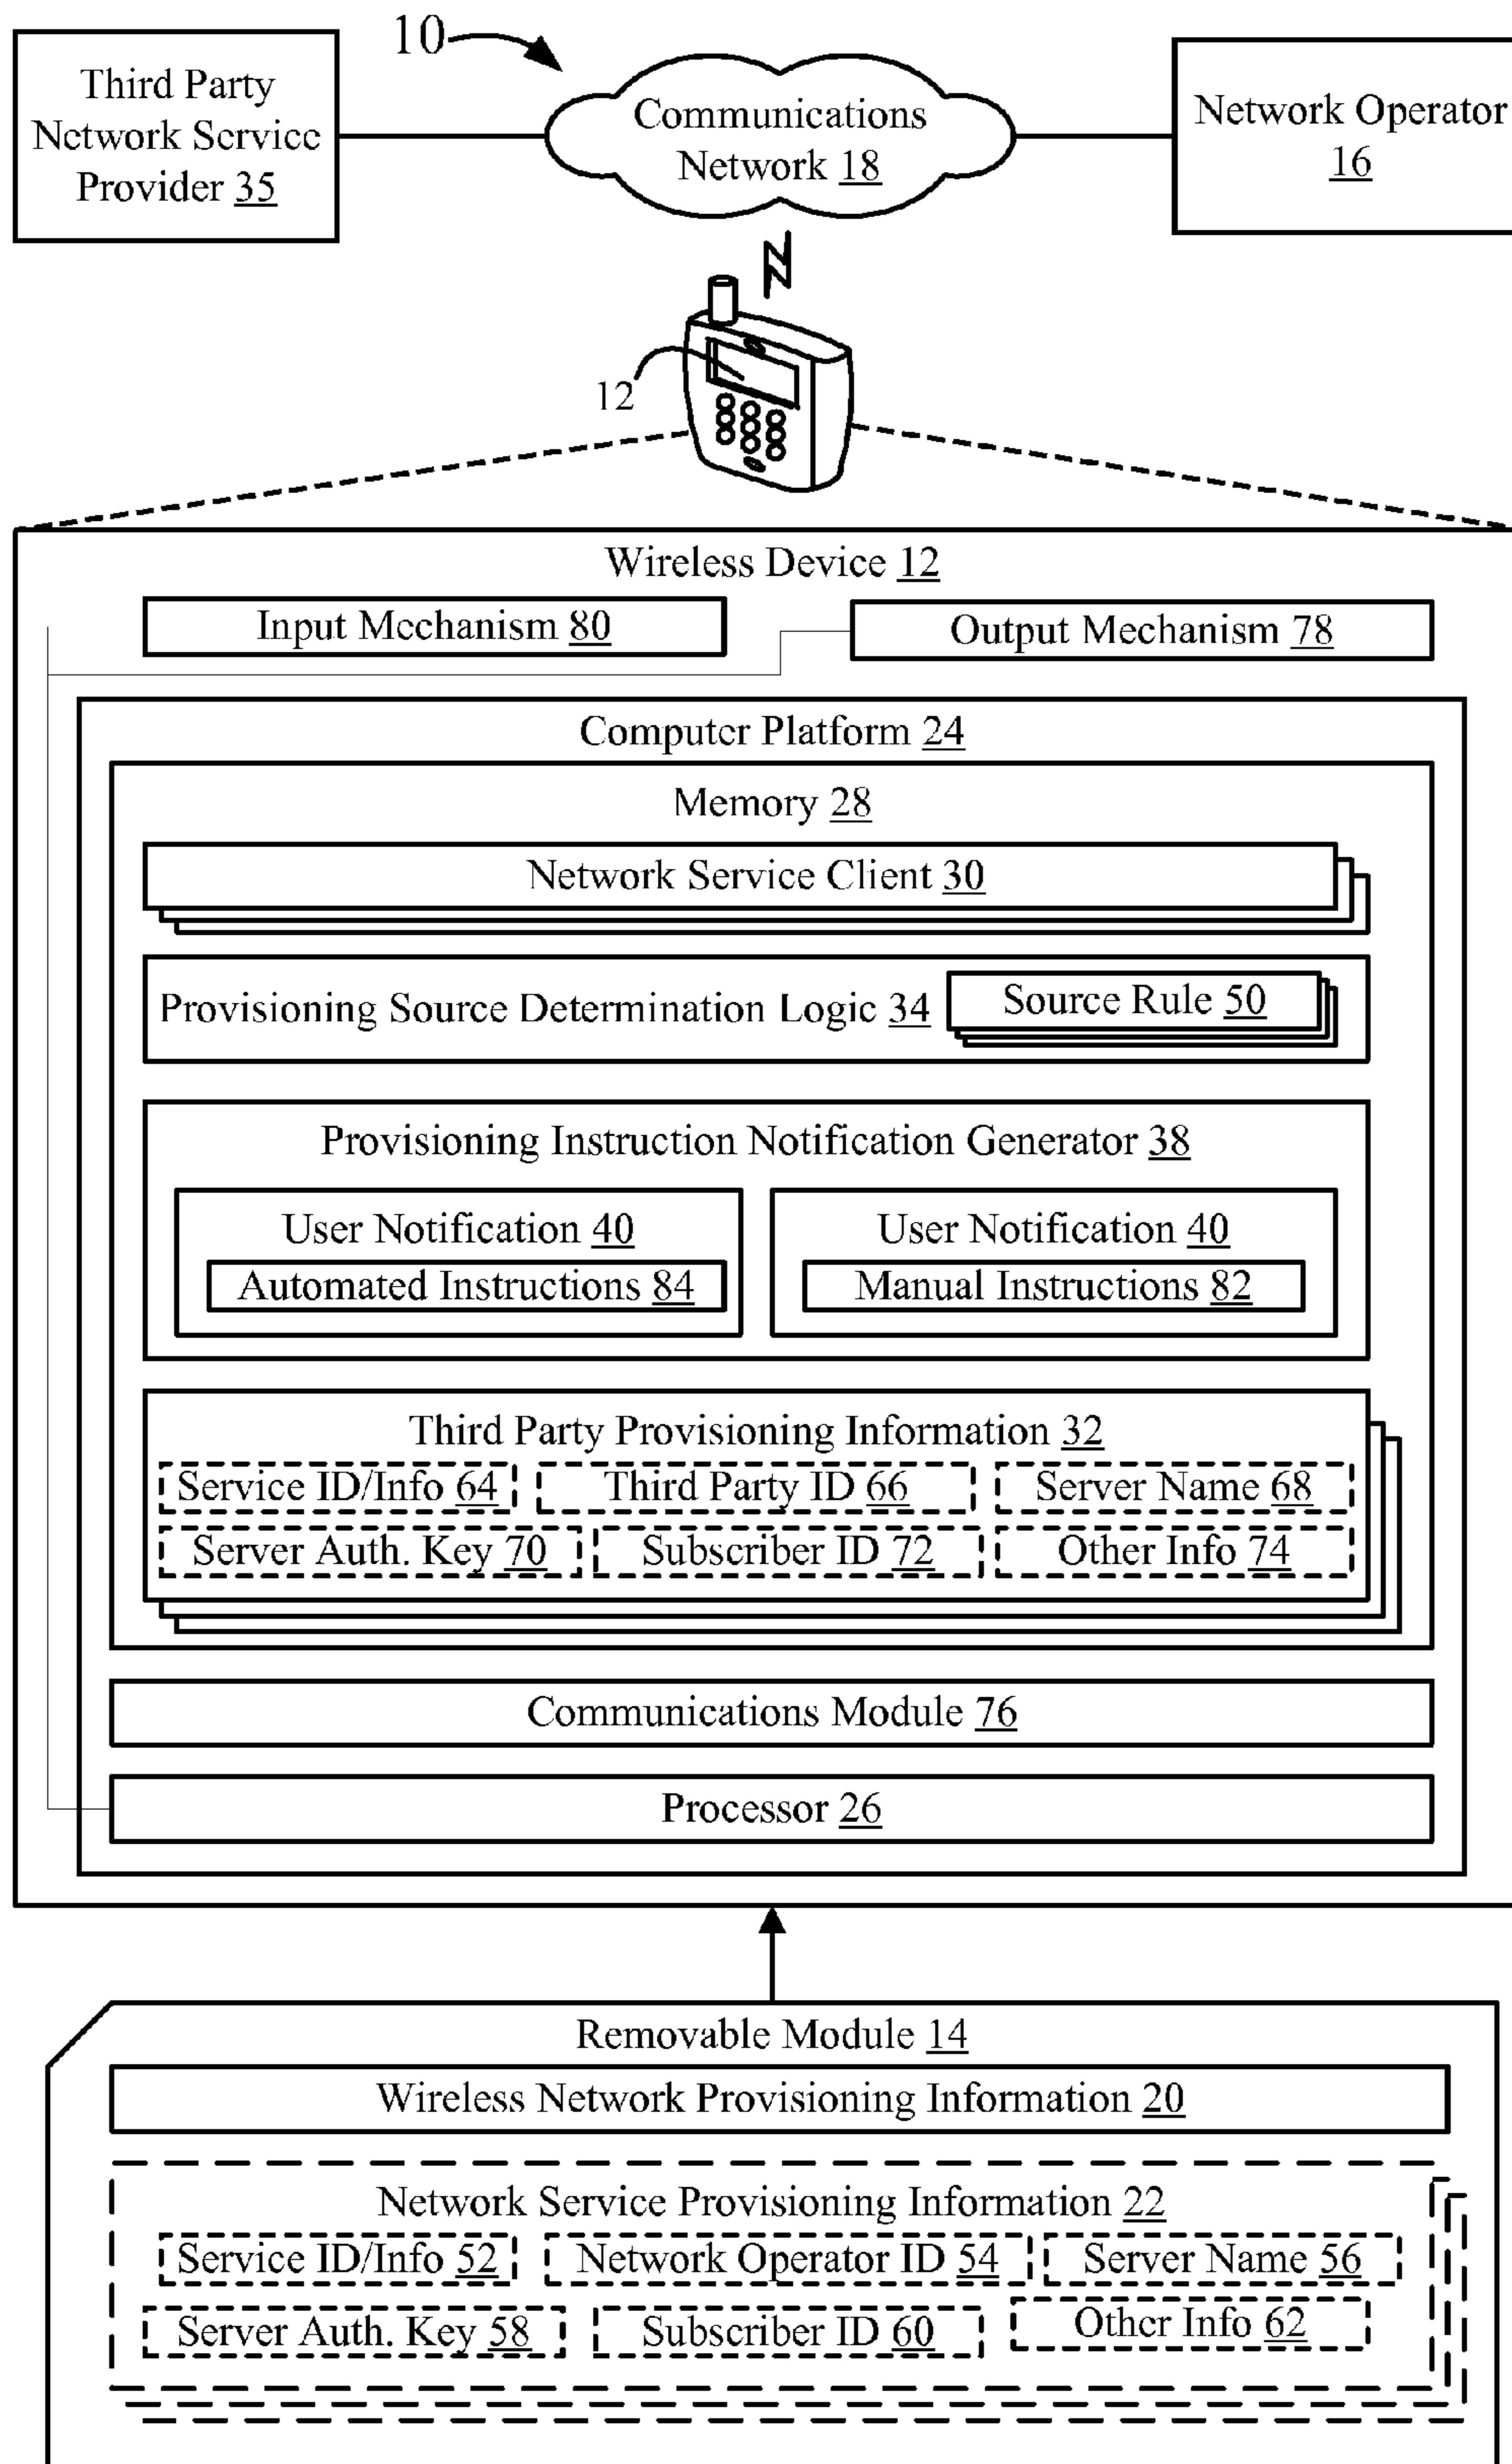 10
Third Party
Network Service
Provider 35
Communications
Network 18
Network Operator
16
12
Wireless Device 12
Input Mechanism 80
Output Mechanism 78
Computer Platform 24
Memory 28
Network Service Client 30
Provisioning Source Determination Logic 34
Source Rule 50
Provisioning Instruction Notification Generator 38
User Notification 40
Automated Instructions 84
User Notification 40
Manual Instructions 82
Third Party Provisioning Information 32
Service ID/Info 64
Third Party ID 66
Server Name 68
Server Auth. Key 70
Subscriber ID 72
Other Info 74
Communications Module 76
Processor 26
Removable Module 14
Wireless Network Provisioning Information 20
Network Service Provisioning Information 22
Service ID/Info 52
Network Operator ID 54
Server Name 56
Server Auth. Key 58
Subscriber ID 60
Other Info 62